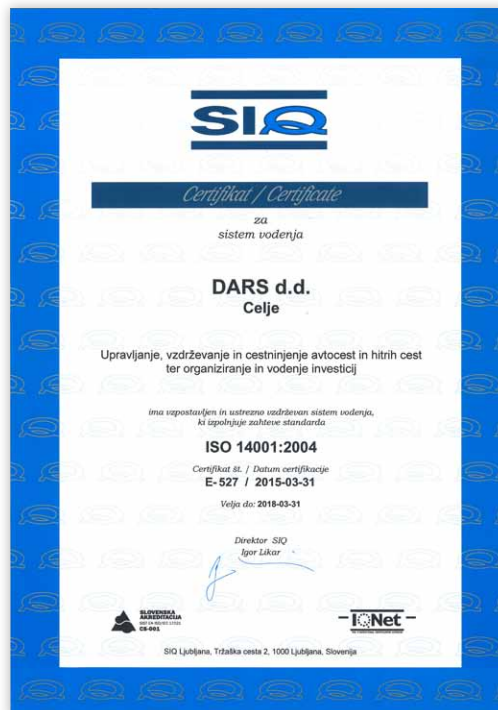 SIQ
Certifikat / Certificate
za
sistem vodenja
DARS d.d.
Celje
Upravljanje, vzdrževanje in cestninjenje avtocest in hitrih cest
ter organiziranje in vodenje investicij
ima vzpostavljen in ustrezno vzdrževan sistem vodenja,
ki izpolnjuje zahteve standarda
ISO 14001:2004
Certifikat št. / Datum certifikacije
E-527 / 2015-03-31
Velja do: 2018-03-31
Direktor SIQ
Igor Likar
SLOVENSKA
AKREDITACIJA
CS-001
IQNet
SIQ Ljubljana, Tržaška cesta 2, 1000 Ljubljana, Slovenija